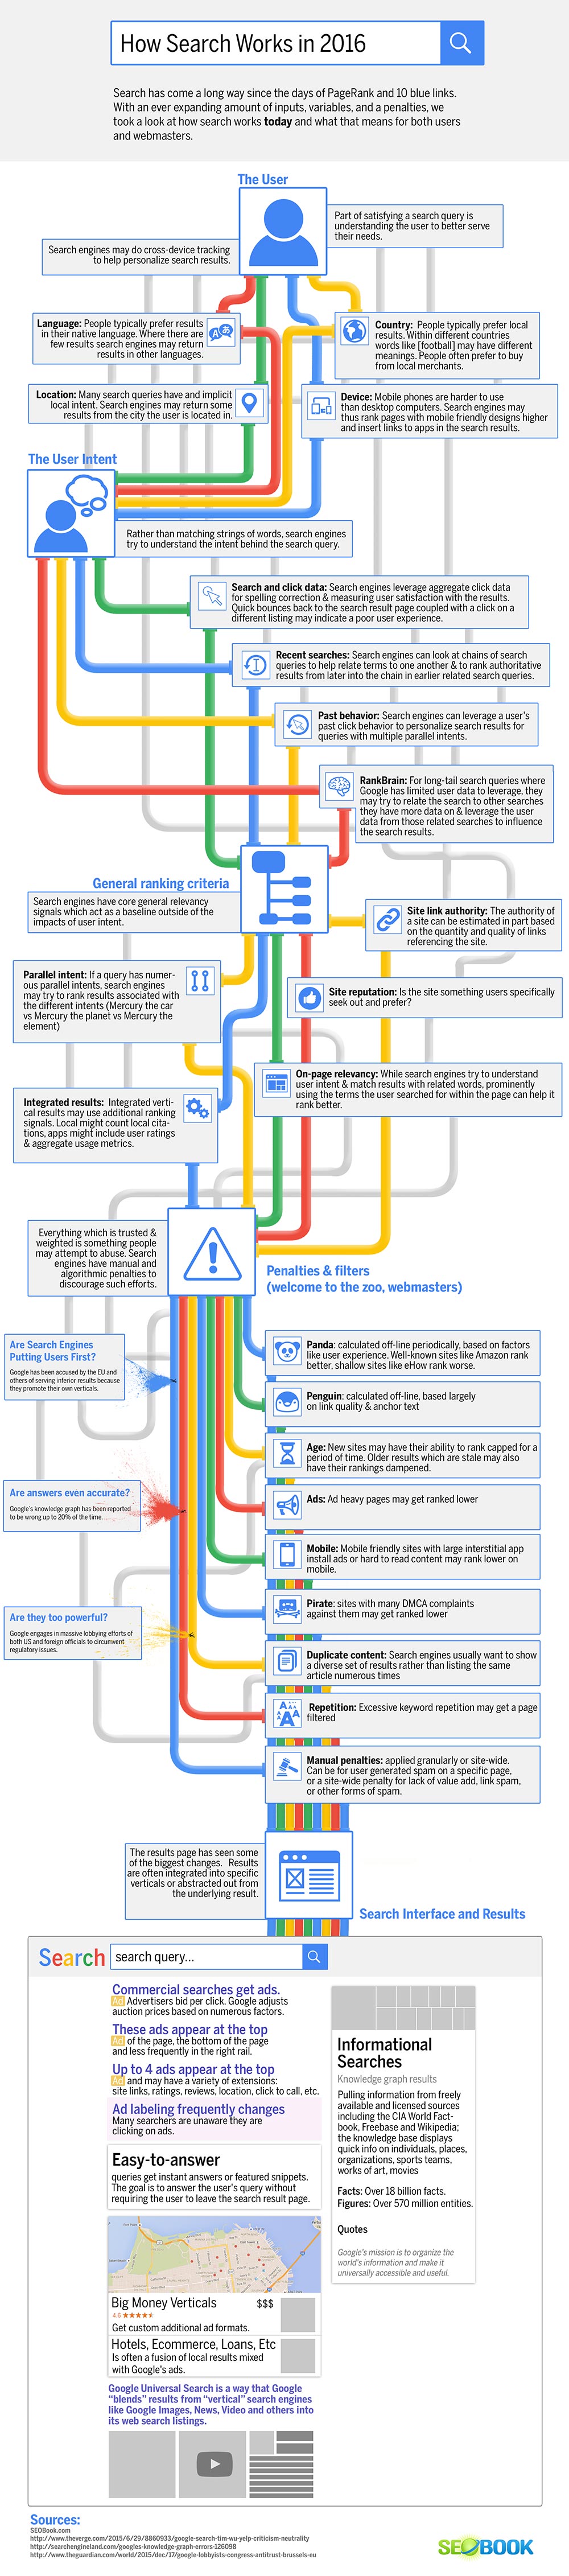 How Search Works in 2016
Search has come a long way since the days of PageRank and 10 blue links.
With an ever expanding amount of inputs, variables, and a penalties, we
took a look at how search works today and what that means for both users
and webmasters.
The User
Part of satisfying a search query is
understanding the user to better serve
their needs.
Search engines may do cross-device tracking
to help personalize search results.
Language: People typically prefer results
in their native language. Where there are
few results search engines may return
results in other languages.
Country: People typically prefer local
results. Within different countries
words like [football] may have different
meanings. People often prefer to buy
from local merchants.
Location: Many search queries have and implicit
local intent. Search engines may return some
results from the city the user is located in.
Device: Mobile phones are harder to use
than desktop computers. Search engines may
thus rank pages with mobile friendly designs higher
and insert links to apps in the search results.
The User Intent
Rather than matching strings of words, search engines
try to understand the intent behind the search query.
Search and click data: Search engines leverage aggregate click data
for spelling correction & measuring user satisfaction with the results.
Quick bounces back to the search result page coupled with a click on a
different listing may indicate a poor user experience.
Recent searches: Search engines can look at chains of search
queries to help relate terms to one another & to rank authoritative
results from later into the chain in earlier related search queries.
Past behavior: Search engines can leverage a user's
past click behavior to personalize search results for
queries with multiple parallel intents.
RankBrain: For long-tail search queries where
Google has limited user data to leverage, they
may try to relate the search to other searches
they have more data on & leverage the user
data from those related searches to influence
the search results.
General ranking criteria
Search engines have core general relevancy
signals which act as a baseline outside of the
impacts of user intent.
Site link authority: The authority of
a site can be estimated in part based
on the quantity and quality of links
referencing the site.
Parallel intent: If a query has numer-
ous parallel intents, search engines
may try to rank results associated with
the different intents (Mercury the car
vs Mercury the planet vs Mercury the
element)
Site reputation: Is the site something users specifically
seek out and prefer?
On-page relevancy: While search engines try to understand
user intent & match results with related words, prominently
using the terms the user searched for within the page can help it
rank better.
Integrated results: Integrated verti-
cal results may use additional ranking
signals. Local might count local cita-
tions, apps might include user ratings
& aggregate usage metrics.
Everything which is trusted &
weighted is something people
may attempt to abuse. Search
engines have manual and
algorithmic penalties to
discourage such efforts.
Penalties & filters
(welcome to the zoo, webmasters)
Panda: calculated off-line periodically, based on factors
like user experience. Well-known sites like Amazon rank
better, shallow sites like eHow rank worse.
Are Search Engines
Putting Users First?
Google has been accused by the EU and
others of serving inferior results because
they promote their own verticals.
Penguin: calculated off-line, based largely
on link quality & anchor text
Age: New sites may have their ability to rank capped for a
period of time. Older results which are stale may also
have their rankings dampened.
Are answers even accurate?
Google's knowledge graph has been reported
to be wrong up to 20% of the time.
Ads: Ad heavy pages may get ranked lower
Mobile: Mobile friendly sites with large interstitial app
install ads or hard to read content may rank lower on
mobile.
Pirate: sites with many DMCA complaints
against them may get ranked lower
Are they too powerful?
Google engages in massive lobbying efforts of
both US and foreign officials to circumvent
regulatory issues.
Duplicate content: Search engines usually want to show
a diverse set of results rather than listing the same
article numerous times
Repetition: Excessive keyword repetition may get a page
filtered
Manual penalties: applied granularly or site-wide.
Can be for user generated spam on a specific page,
or a site-wide penalty for lack of value add, link spam,
or other forms of spam.
The results page has seen some
of the biggest changes. Results
are often integrated into specific
verticals or abstracted out from
the underlying result.
Search Interface and Results
Search
search query...
Commercial searches get ads.
Ad Advertisers bid per click. Google adjusts
auction prices based on numerous factors.
These ads appear at the top
Ad of the page, the bottom of the page
and less frequently in the right rail.
Up to 4 ads appear at the top
Ad and may have a variety of extensions:
site links, ratings, reviews, location, click to call, etc.
Ad labeling frequently changes
Many searchers are unaware they are
clicking on ads.
Easy-to-answer
queries get instant answers or featured snippets.
The goal is to answer the user's query without
requiring the user to leave the search result page.
Big Money Verticals $$$
4.6
Get custom additional ad formats.
Hotels, Ecommerce, Loans, Etc
Is often a fusion of local results mixed
with Google's ads.
Google Universal Search is a way that Google
"blends" results from "vertical" search engines
like Google Images, News, Video and others into
its web search listings.
Informational
Searches
Knowledge graph results
Pulling information from freely
available and licensed sources
including the CIA World Fact-
book, Freebase and Wikipedia;
the knowledge base displays
quick info on individuals, places,
organizations, sports teams,
works of art, movies
Facts: Over 18 billion facts.
Figures: Over 570 million entities.
Quotes
Google's mission is to organize the
world's information and make it
universally accessible and useful.
Sources:
SEOBook.com
http://www.theverge.com/2015/6/29/8860933/google-search-tim-wu-yelp-criticism-neutrality
http://searchengineland.com/googles-knowledge-graph-errors-126098
http://www.theguardian.com/world/2015/dec/17/google-lobbyists-congress-antitrust-brussels-eu
SEOBOOK